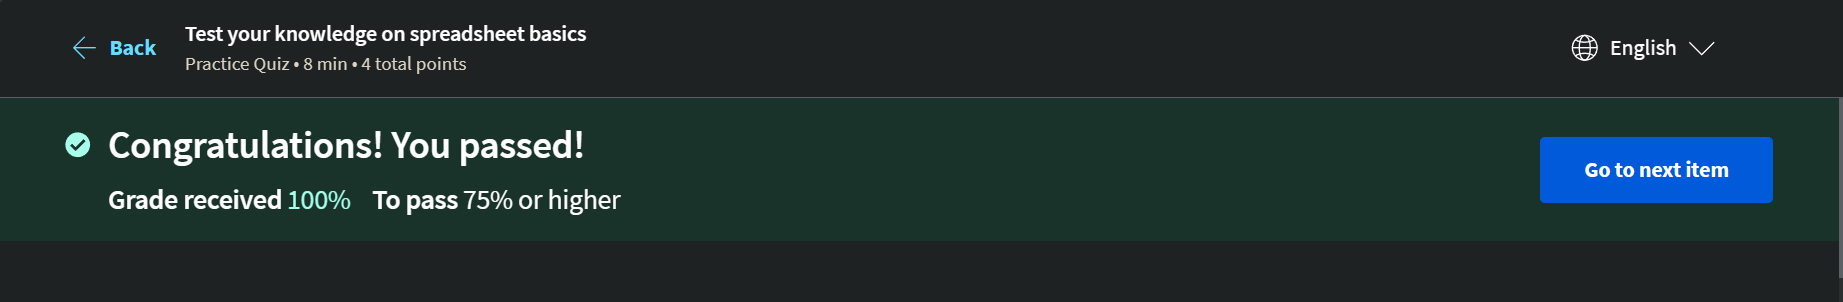 Back
Test your knowledge on spreadsheet basics
Practice Quiz • 8 min • 4 total points
English
Congratulations! You passed!
Grade received 100% To pass 75% or higher
Go to next item